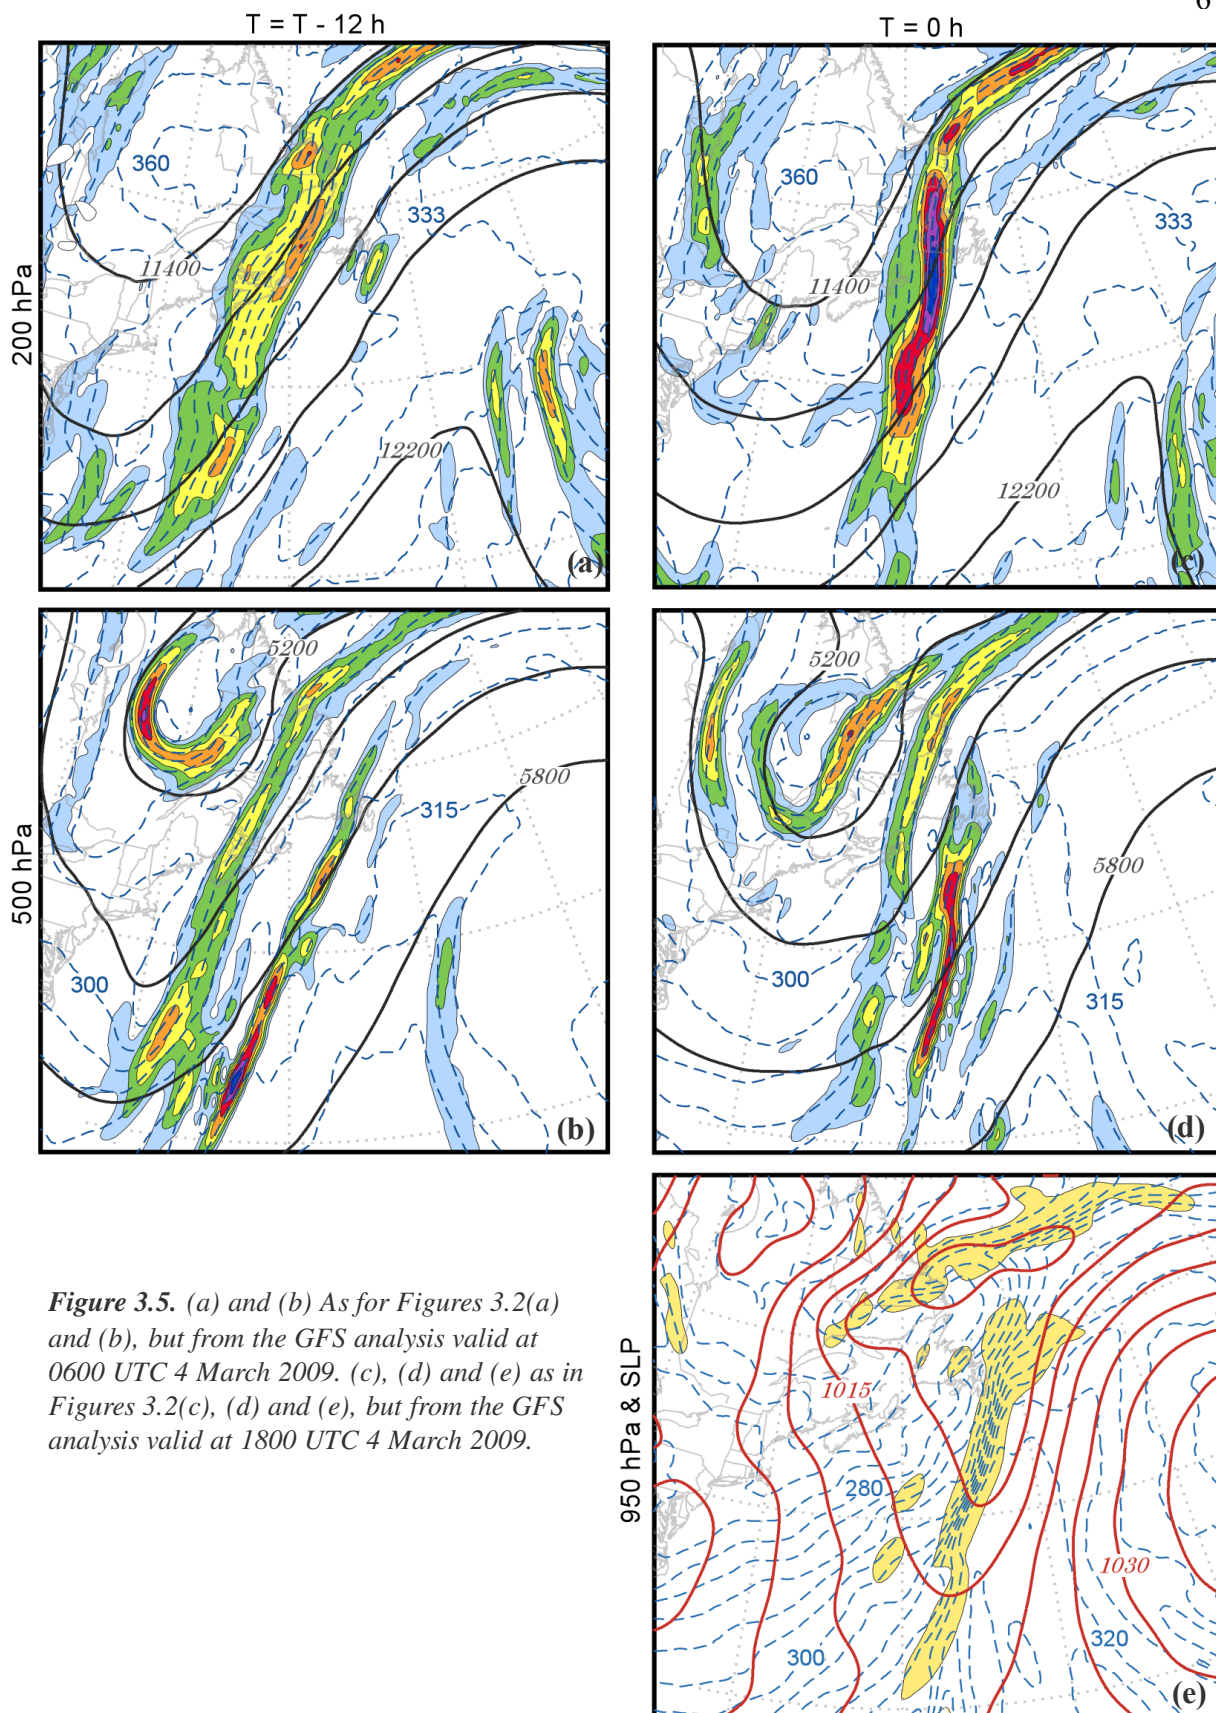 6
T = T - 12 h
T = 0 h
200 hPa
360
333
11400
12200
(a)
360
333
11400
12200
(c)
500 hPa
5200
5800
315
300
(b)
5200
5800
300
315
(d)
950 hPa & SLP
1015
280
1030
320
300
(e)
Figure 3.5. (a) and (b) As for Figures 3.2(a)
and (b), but from the GFS analysis valid at
0600 UTC 4 March 2009. (c), (d) and (e) as in
Figures 3.2(c), (d) and (e), but from the GFS
analysis valid at 1800 UTC 4 March 2009.